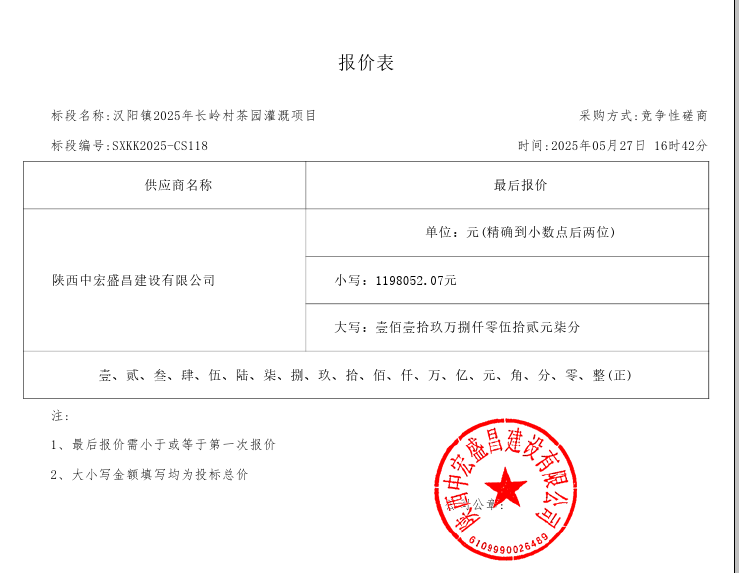 报价表
标段名称:汉阳镇2025年长岭村茶园灌溉项目
采购方式:竞争性磋商
标段编号:SXKK2025-CS118
时间:2025年05月27日 16时42分
供应商名称
最后报价
单位: 元(精确到小数点后两位)
陕西中宏盛昌建设有限公司
小写: 1198052.07元
大写: 壹佰壹拾玖万捌仟零伍拾贰元柒分
壹、贰、叁、肆、伍、陆、柒、捌、玖、拾、佰、仟、万、亿、元、角、分、零、整(正)
注:
1、最后报价需小于或等于第一次报价
2、大小写金额填写均为投标总价
公章:
陕西中宏盛昌建设有限公司
6109990026489